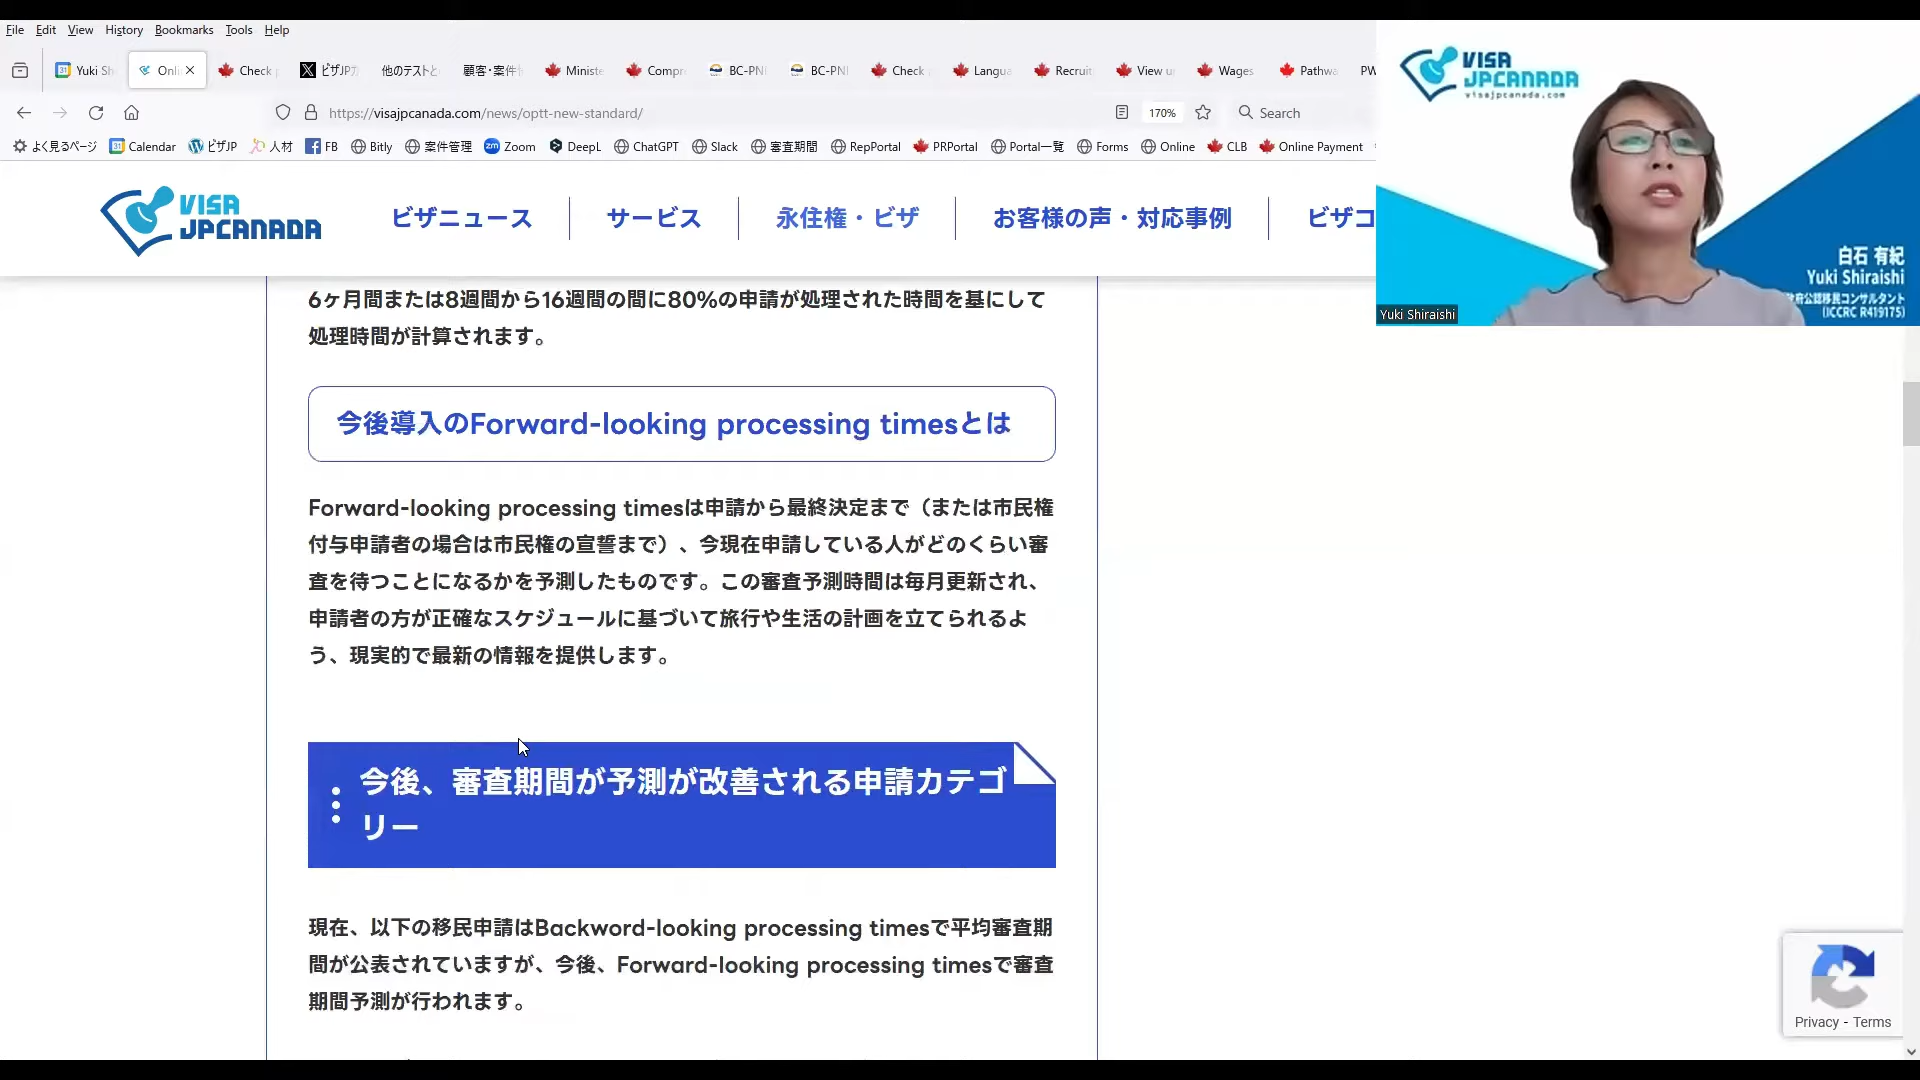 File Edit View History Bookmarks Tools Help
Yuki Sh
Onli
Check
ビザJPカ
他のテストと
顧客・案件
Ministe
Compr
BC-PNI
BC-PNI
Check
Langua
Recruit
View u
Wages
Pathwa
PW
https://visajpcanada.com/news/optt-new-standard/
170%
Search
よく見るページ Calendar ビザJP 人材 FB Bitly 案件管理 Zoom DeepL ChatGPT Slack 審査期間 RepPortal PRPortal Portal一覧 Forms Online CLB Online Payment
VISA
JPCANADA
ビザニュース
サービス
永住権・ビザ
お客様の声・対応事例
ビザコ
VISA
JPCANADA
visajpcanada.com
白石 有紀
Yuki Shiraishi
府公認移民コンサルタント
(ICCRC R419175)
Yuki Shiraishi
6ヶ月間または8週間から16週間の間に80%の申請が処理された時間を基にして
処理時間が計算されます。
今後導入のForward-looking processing timesとは
Forward-looking processing timesは申請から最終決定まで（または市民権
付与申請者の場合は市民権の宣誓まで）、今現在申請している人がどのくらい審
査を待つことになるかを予測したものです。この審査予測時間は毎月更新され、
申請者の方が正確なスケジュールに基づいて旅行や生活の計画を立てられるよ
う、現実的で最新の情報を提供します。
今後、審査期間が予測が改善される申請カテゴ
リー
現在、以下の移民申請はBackword-looking processing timesで平均審査期
間が公表されていますが、今後、Forward-looking processing timesで審査
期間予測が行われます。
Privacy - Terms